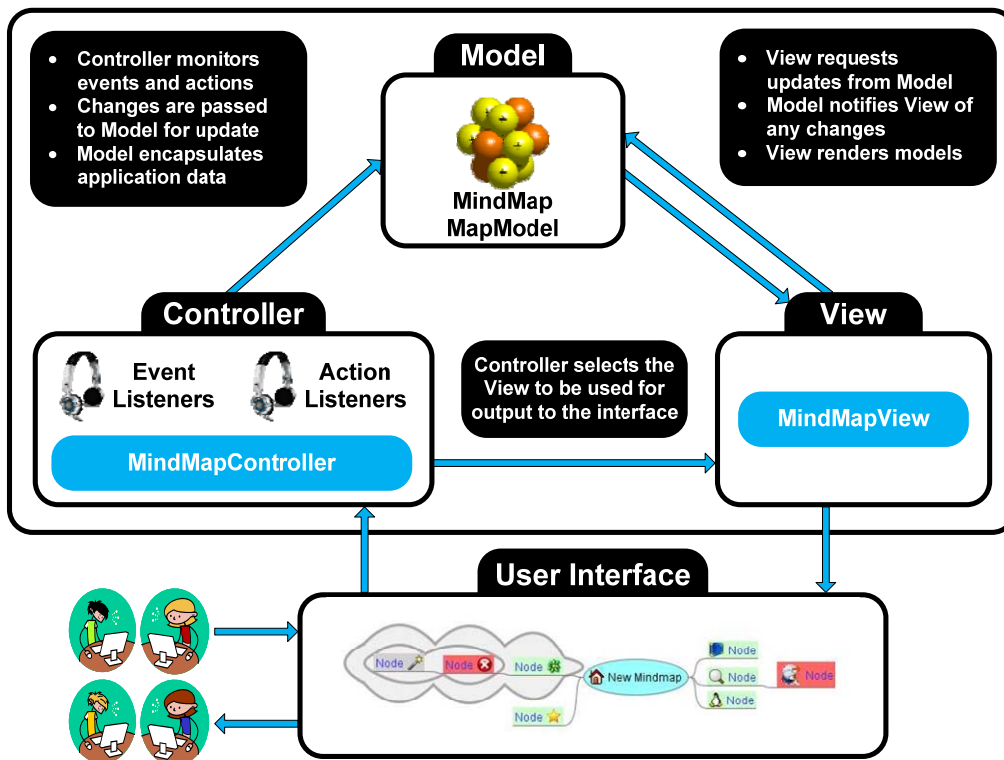 • Controller monitors
events and actions
• Changes are passed
to Model for update
• Model encapsulates
application data
Model
MindMap
MapModel
• View requests
updates from Model
• Model notifies View of
any changes
• View renders models
Controller
Event
Listeners
Action
Listeners
MindMapController
Controller selects the
View to be used for
output to the interface
View
MindMapView
User Interface
Node
Node
Node
Node
New Mindmap
Node
Node
Node
Node